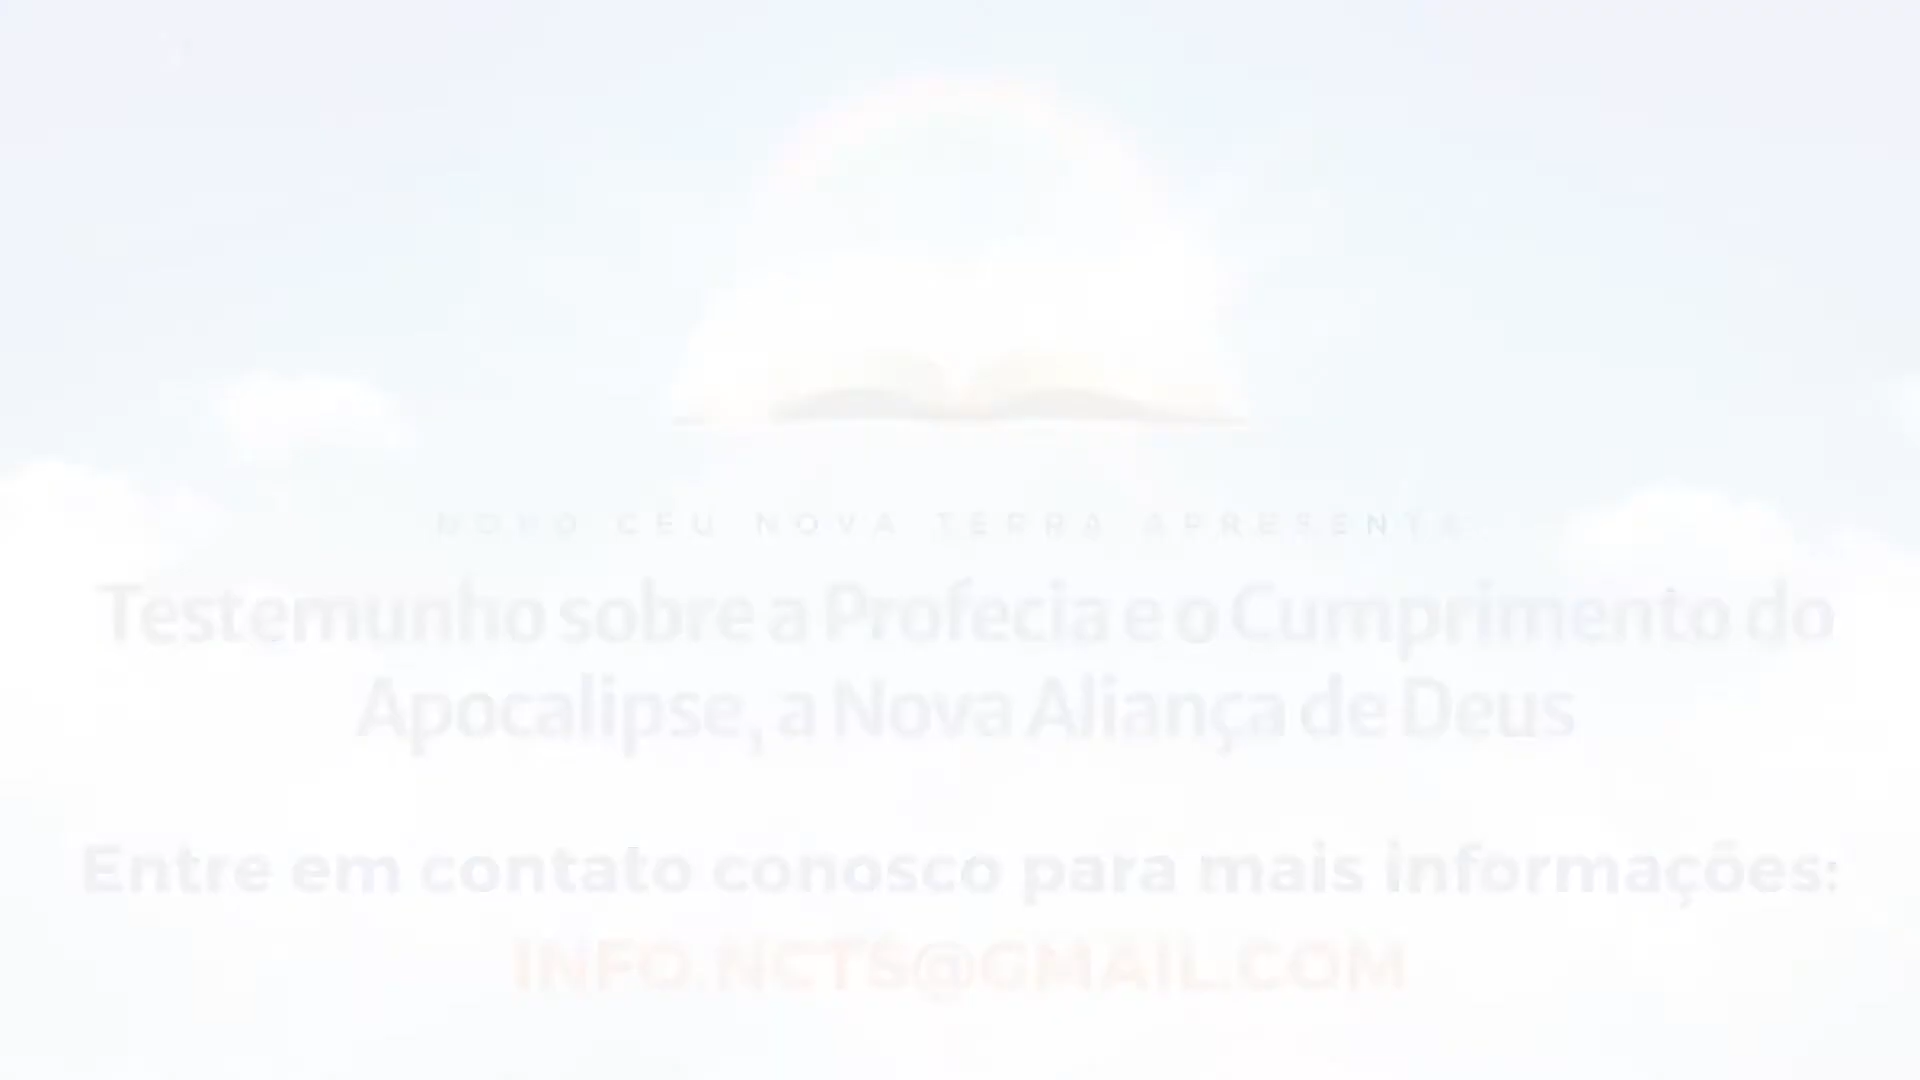 NOVO CEU NOVA TERRA APRESENTA
Testemunho sobre a Profecia e o Cumprimento do
Apocalipse, a Nova Aliança de Deus
Entre em contato conosco para mais informações:
INFO.NCTS@GMAIL.COM